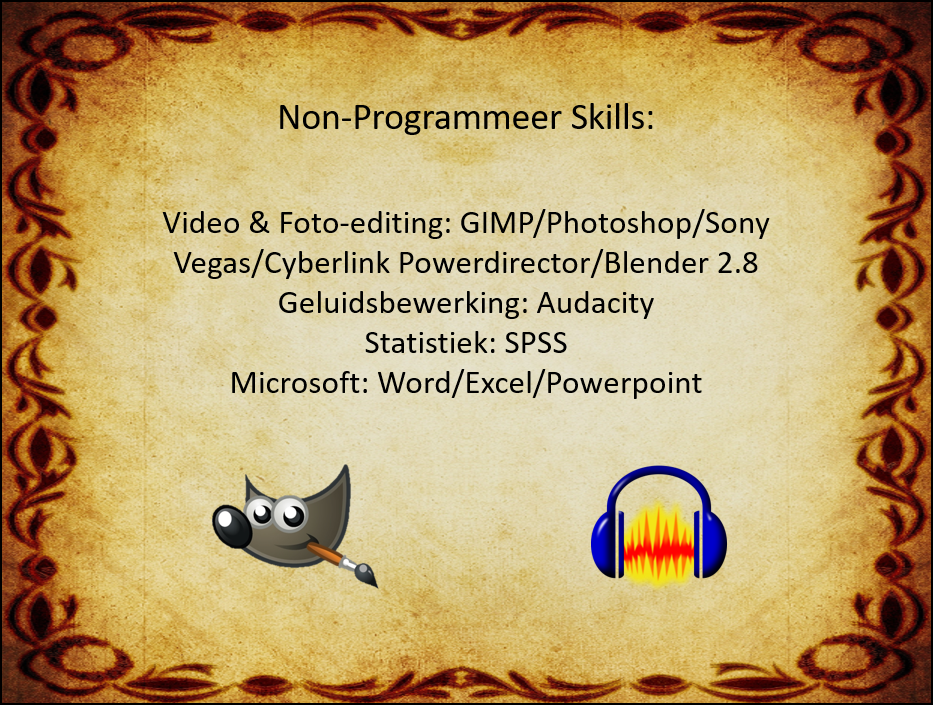 Non-Programmeer Skills:
Video & Foto-editing: GIMP/Photoshop/Sony
Vegas/Cyberlink Powerdirector/Blender 2.8
Geluidsbewerking: Audacity
Statistiek: SPSS
Microsoft: Word/Excel/Powerpoint